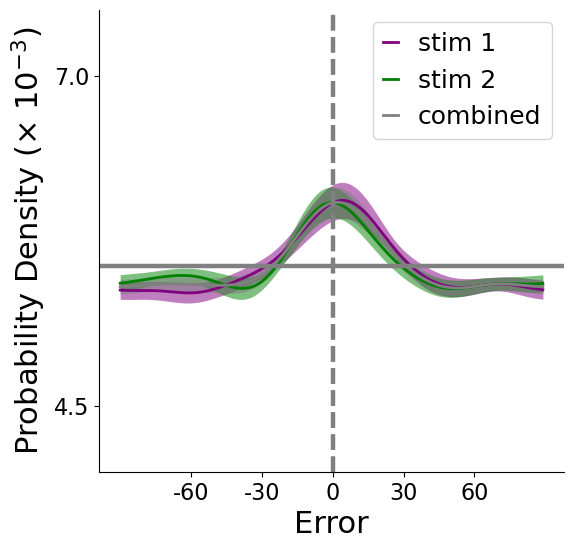 stim 1
stim 2
combined
7.0
4.5
Probability Density (× 10⁻³)
-60 -30 0 30 60
Error